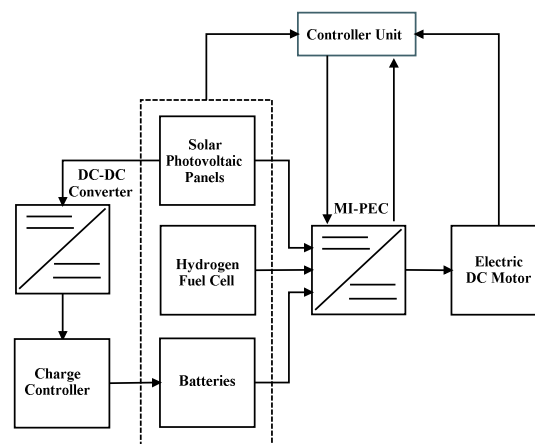 Controller Unit
Solar
Photovoltaic
Panels
DC-DC
Converter
MI-PEC
Hydrogen
Fuel Cell
Electric
DC Motor
Charge
Controller
Batteries